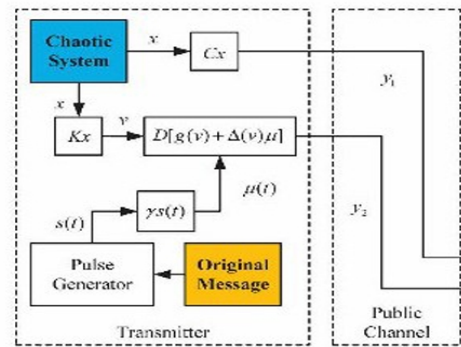 Chaotic
System
x
Cx
y₁
x
Kx
v
D[g(v) + Δ(v)μ]
μ(t)
y₂
s(t)
γs(t)
Pulse
Generator
Original
Message
Transmitter
Public
Channel